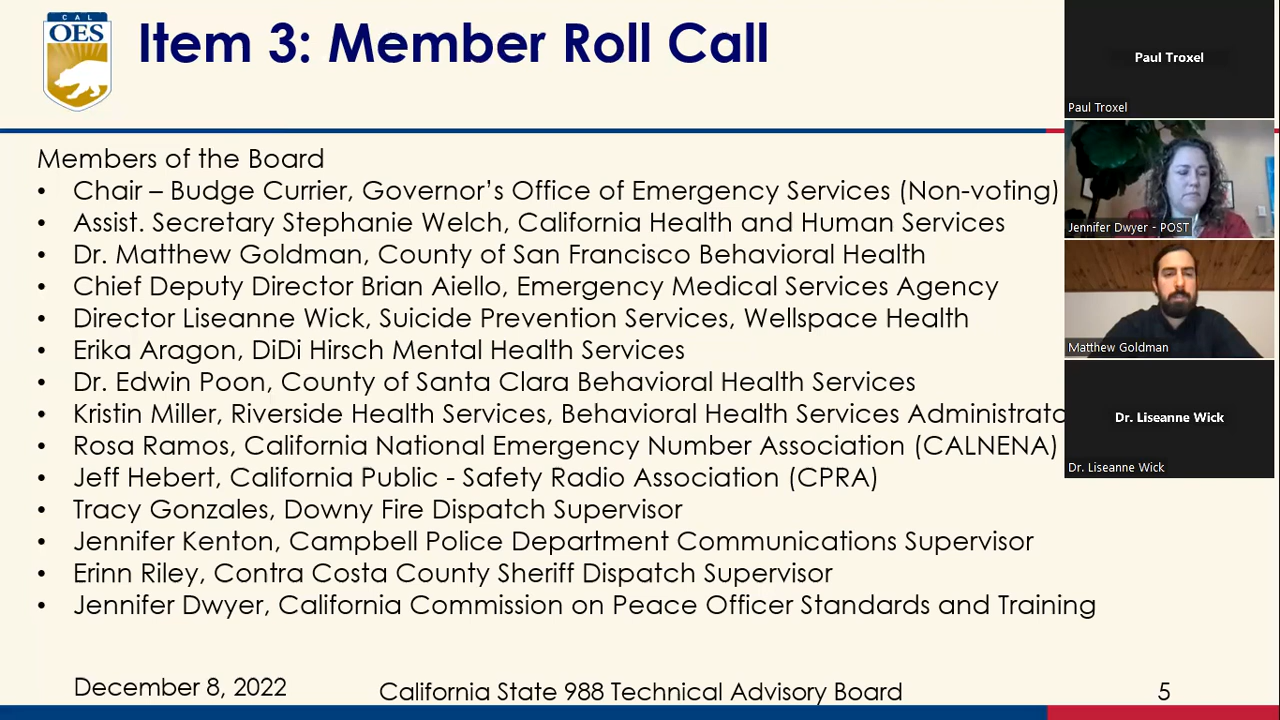 CAL
OES
Item 3: Member Roll Call
Members of the Board
• Chair – Budge Currier, Governor's Office of Emergency Services (Non-voting)
• Assist. Secretary Stephanie Welch, California Health and Human Services
• Dr. Matthew Goldman, County of San Francisco Behavioral Health
• Chief Deputy Director Brian Aiello, Emergency Medical Services Agency
• Director Liseanne Wick, Suicide Prevention Services, Wellspace Health
• Erika Aragon, DiDi Hirsch Mental Health Services
• Dr. Edwin Poon, County of Santa Clara Behavioral Health Services
• Kristin Miller, Riverside Health Services, Behavioral Health Services Administrato
• Rosa Ramos, California National Emergency Number Association (CALNENA)
• Jeff Hebert, California Public - Safety Radio Association (CPRA)
• Tracy Gonzales, Downy Fire Dispatch Supervisor
• Jennifer Kenton, Campbell Police Department Communications Supervisor
• Erinn Riley, Contra Costa County Sheriff Dispatch Supervisor
• Jennifer Dwyer, California Commission on Peace Officer Standards and Training
December 8, 2022
California State 988 Technical Advisory Board
5
Paul Troxel
Paul Troxel
Jennifer Dwyer - POST
Matthew Goldman
Dr. Liseanne Wick
Dr. Liseanne Wick